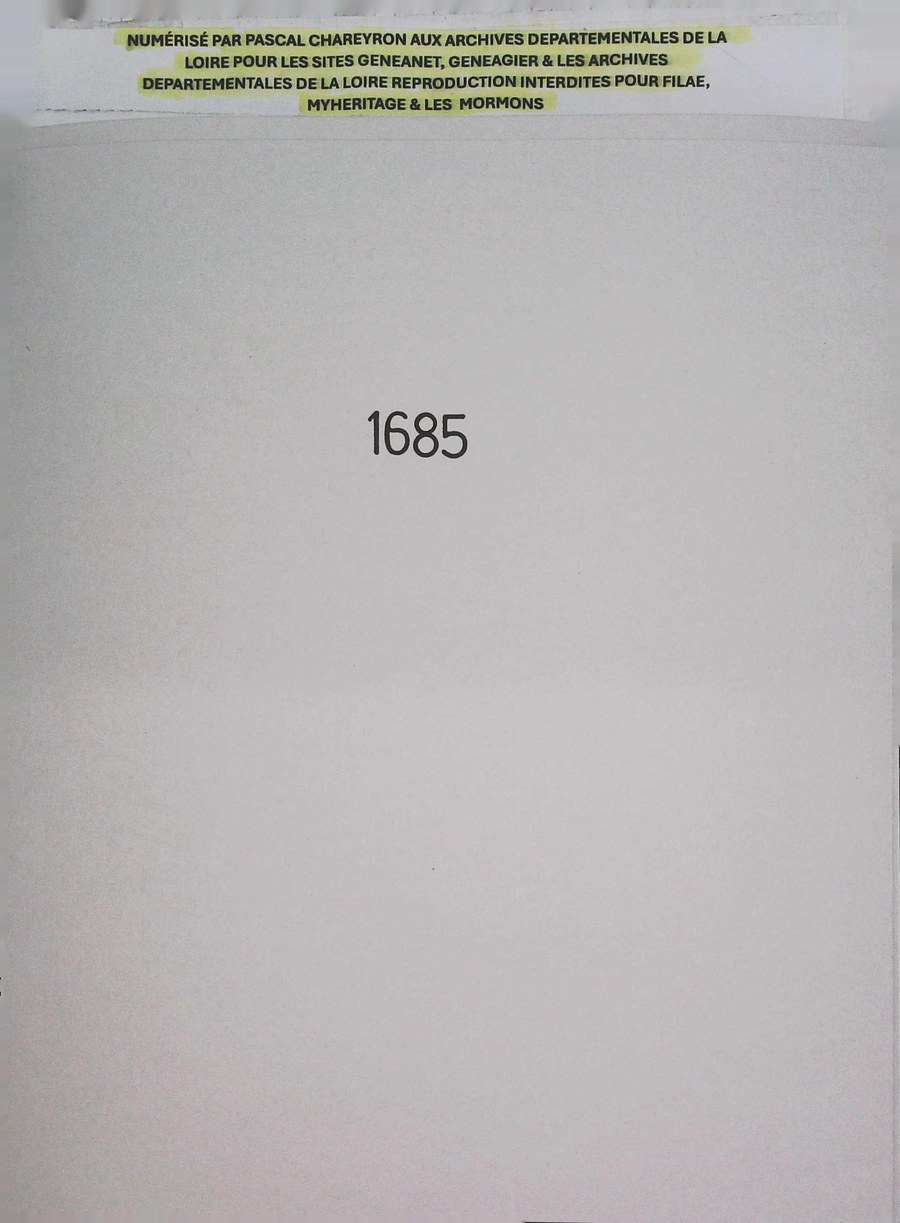 NUMÉRISÉ PAR PASCAL CHAREYRON AUX ARCHIVES DEPARTEMENTALES DE LA
LOIRE POUR LES SITES GENEANET, GENEAGIER & LES ARCHIVES
DEPARTEMENTALES DE LA LOIRE REPRODUCTION INTERDITES POUR FILAE,
MYHERITAGE & LES MORMONS
1685